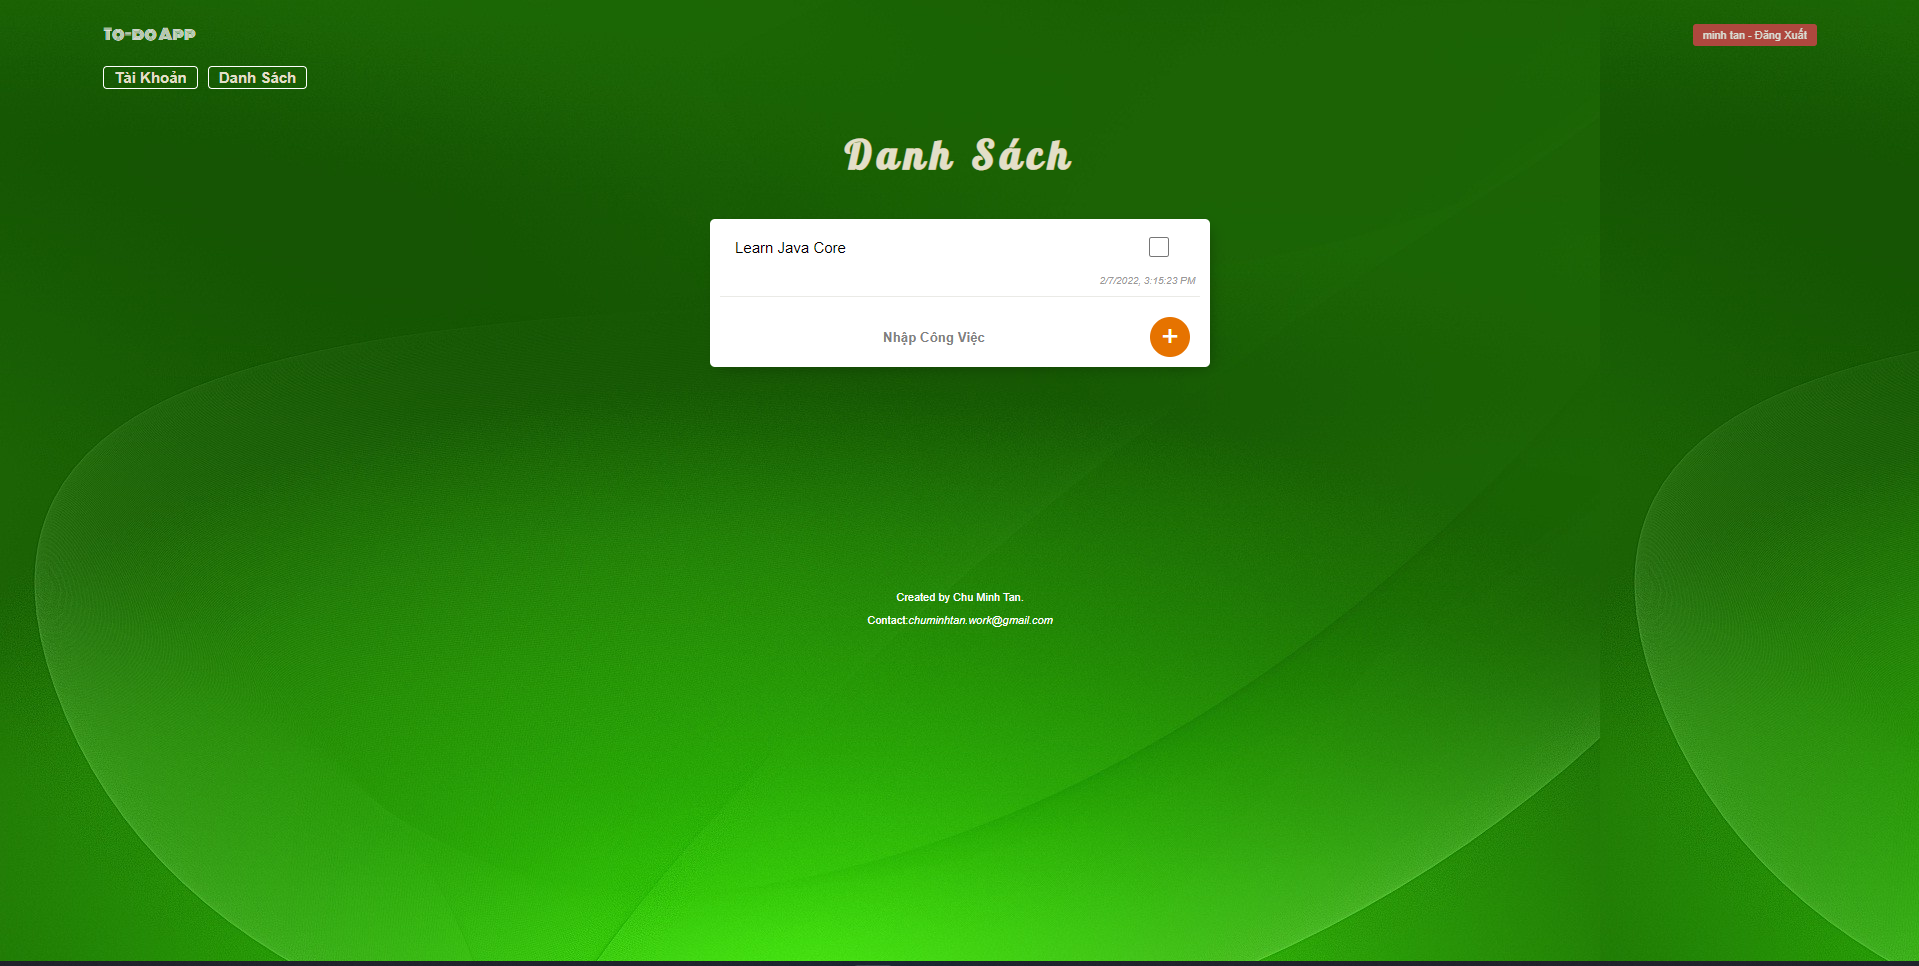 To-do App
minh tan - Đăng Xuất
Tài Khoản
Danh Sách
Danh Sách
Learn Java Core
2/7/2022, 3:15:23 PM
Nhập Công Việc
+
Created by Chu Minh Tan.
Contact:chuminhtan.work@gmail.com